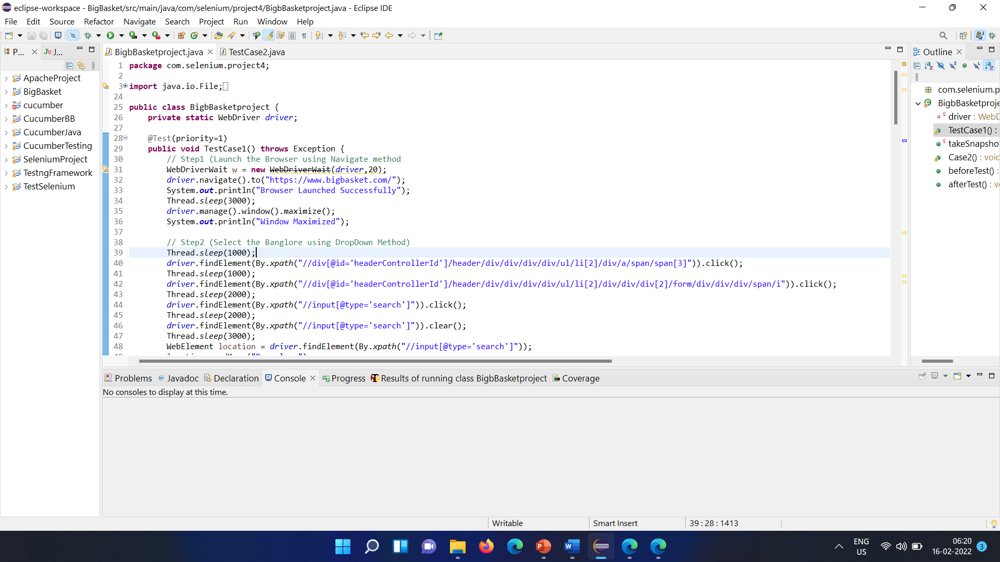 eclipse-workspace - BigBasket/src/main/java/com/selenium/project4/BigbBasketproject.java - Eclipse IDE
File Edit Source Refactor Navigate Search Project Run Window Help
P... J... BigbBasketproject.java TestCase2.java Outline
ApacheProject
BigBasket
cucumber
CucumberBB
CucumberJava
CucumberTesting
SeleniumProject
TestngFramework
TestSelenium
1 package com.selenium.project4;
2
3 import java.io.File;
24
25 public class BigbBasketproject {
26 private static WebDriver driver;
27
28 @Test(priority=1)
29 public void TestCase1() throws Exception {
30 // Step1 (Launch the Browser using Navigate method
31 WebDriverWait w = new WebDriverWait(driver,20);
32 driver.navigate().to("https://www.bigbasket.com/");
33 System.out.println("Browser Launched Successfully");
34 Thread.sleep(3000);
35 driver.manage().window().maximize();
36 System.out.println("Window Maximized");
37
38 // Step2 (Select the Banglore using DropDown Method)
39 Thread.sleep(1000);
40 driver.findElement(By.xpath("//div[@id='headerControllerId']/header/div/div/div/div/ul/li[2]/div/a/span/span[3]")).click();
41 Thread.sleep(1000);
42 driver.findElement(By.xpath("//div[@id='headerControllerId']/header/div/div/div/div/ul/li[2]/div/div/div[2]/form/div/div/div/span/i")).click();
43 Thread.sleep(2000);
44 driver.findElement(By.xpath("//input[@type='search']")).click();
45 Thread.sleep(2000);
46 driver.findElement(By.xpath("//input[@type='search']")).clear();
47 Thread.sleep(3000);
48 WebElement location = driver.findElement(By.xpath("//input[@type='search']"));
com.selenium.p
BigbBasketproje
driver : WebD
TestCase1() :
takeSnapsho
Case2() : void
beforeTest() :
afterTest() : v
Problems Javadoc Declaration Console Progress Results of running class BigbBasketproject Coverage
No consoles to display at this time.
Writable Smart Insert 39 : 28 : 1413
ENG
US
06:20
16-02-2022
3